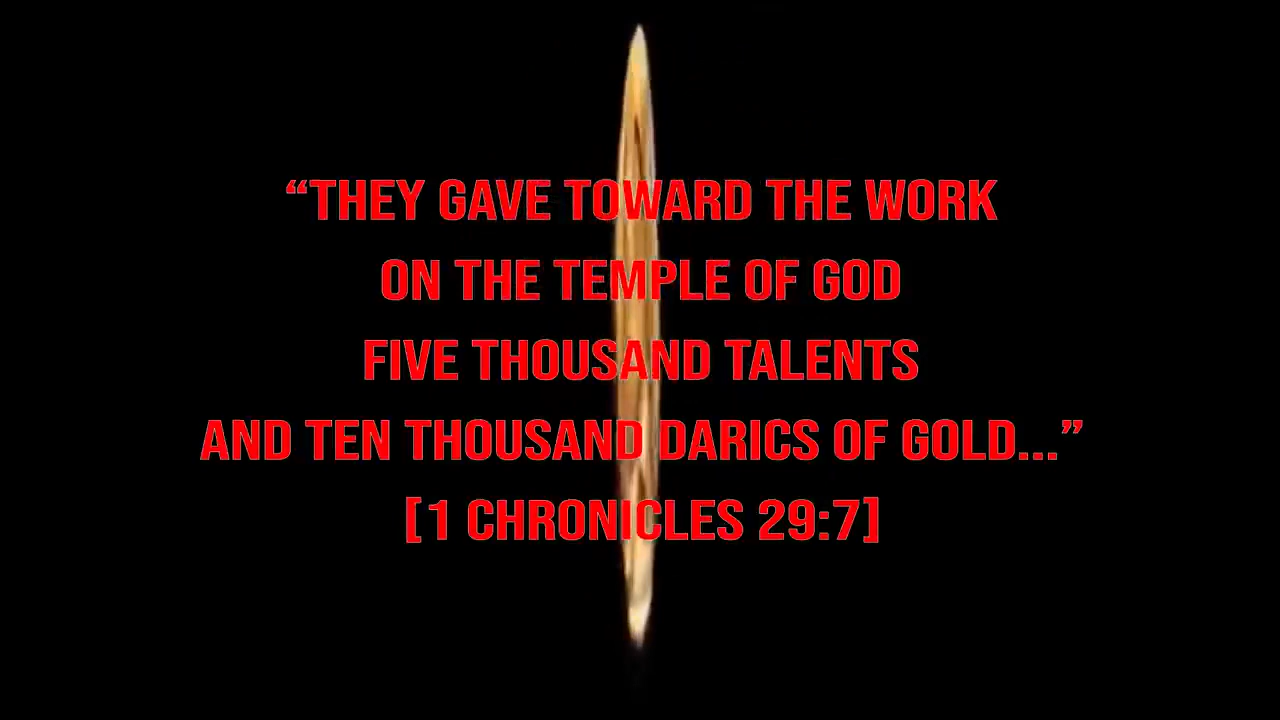 “THEY GAVE TOWARD THE WORK
ON THE TEMPLE OF GOD
FIVE THOUSAND TALENTS
AND TEN THOUSAND DARICS OF GOLD...”
[1 CHRONICLES 29:7]